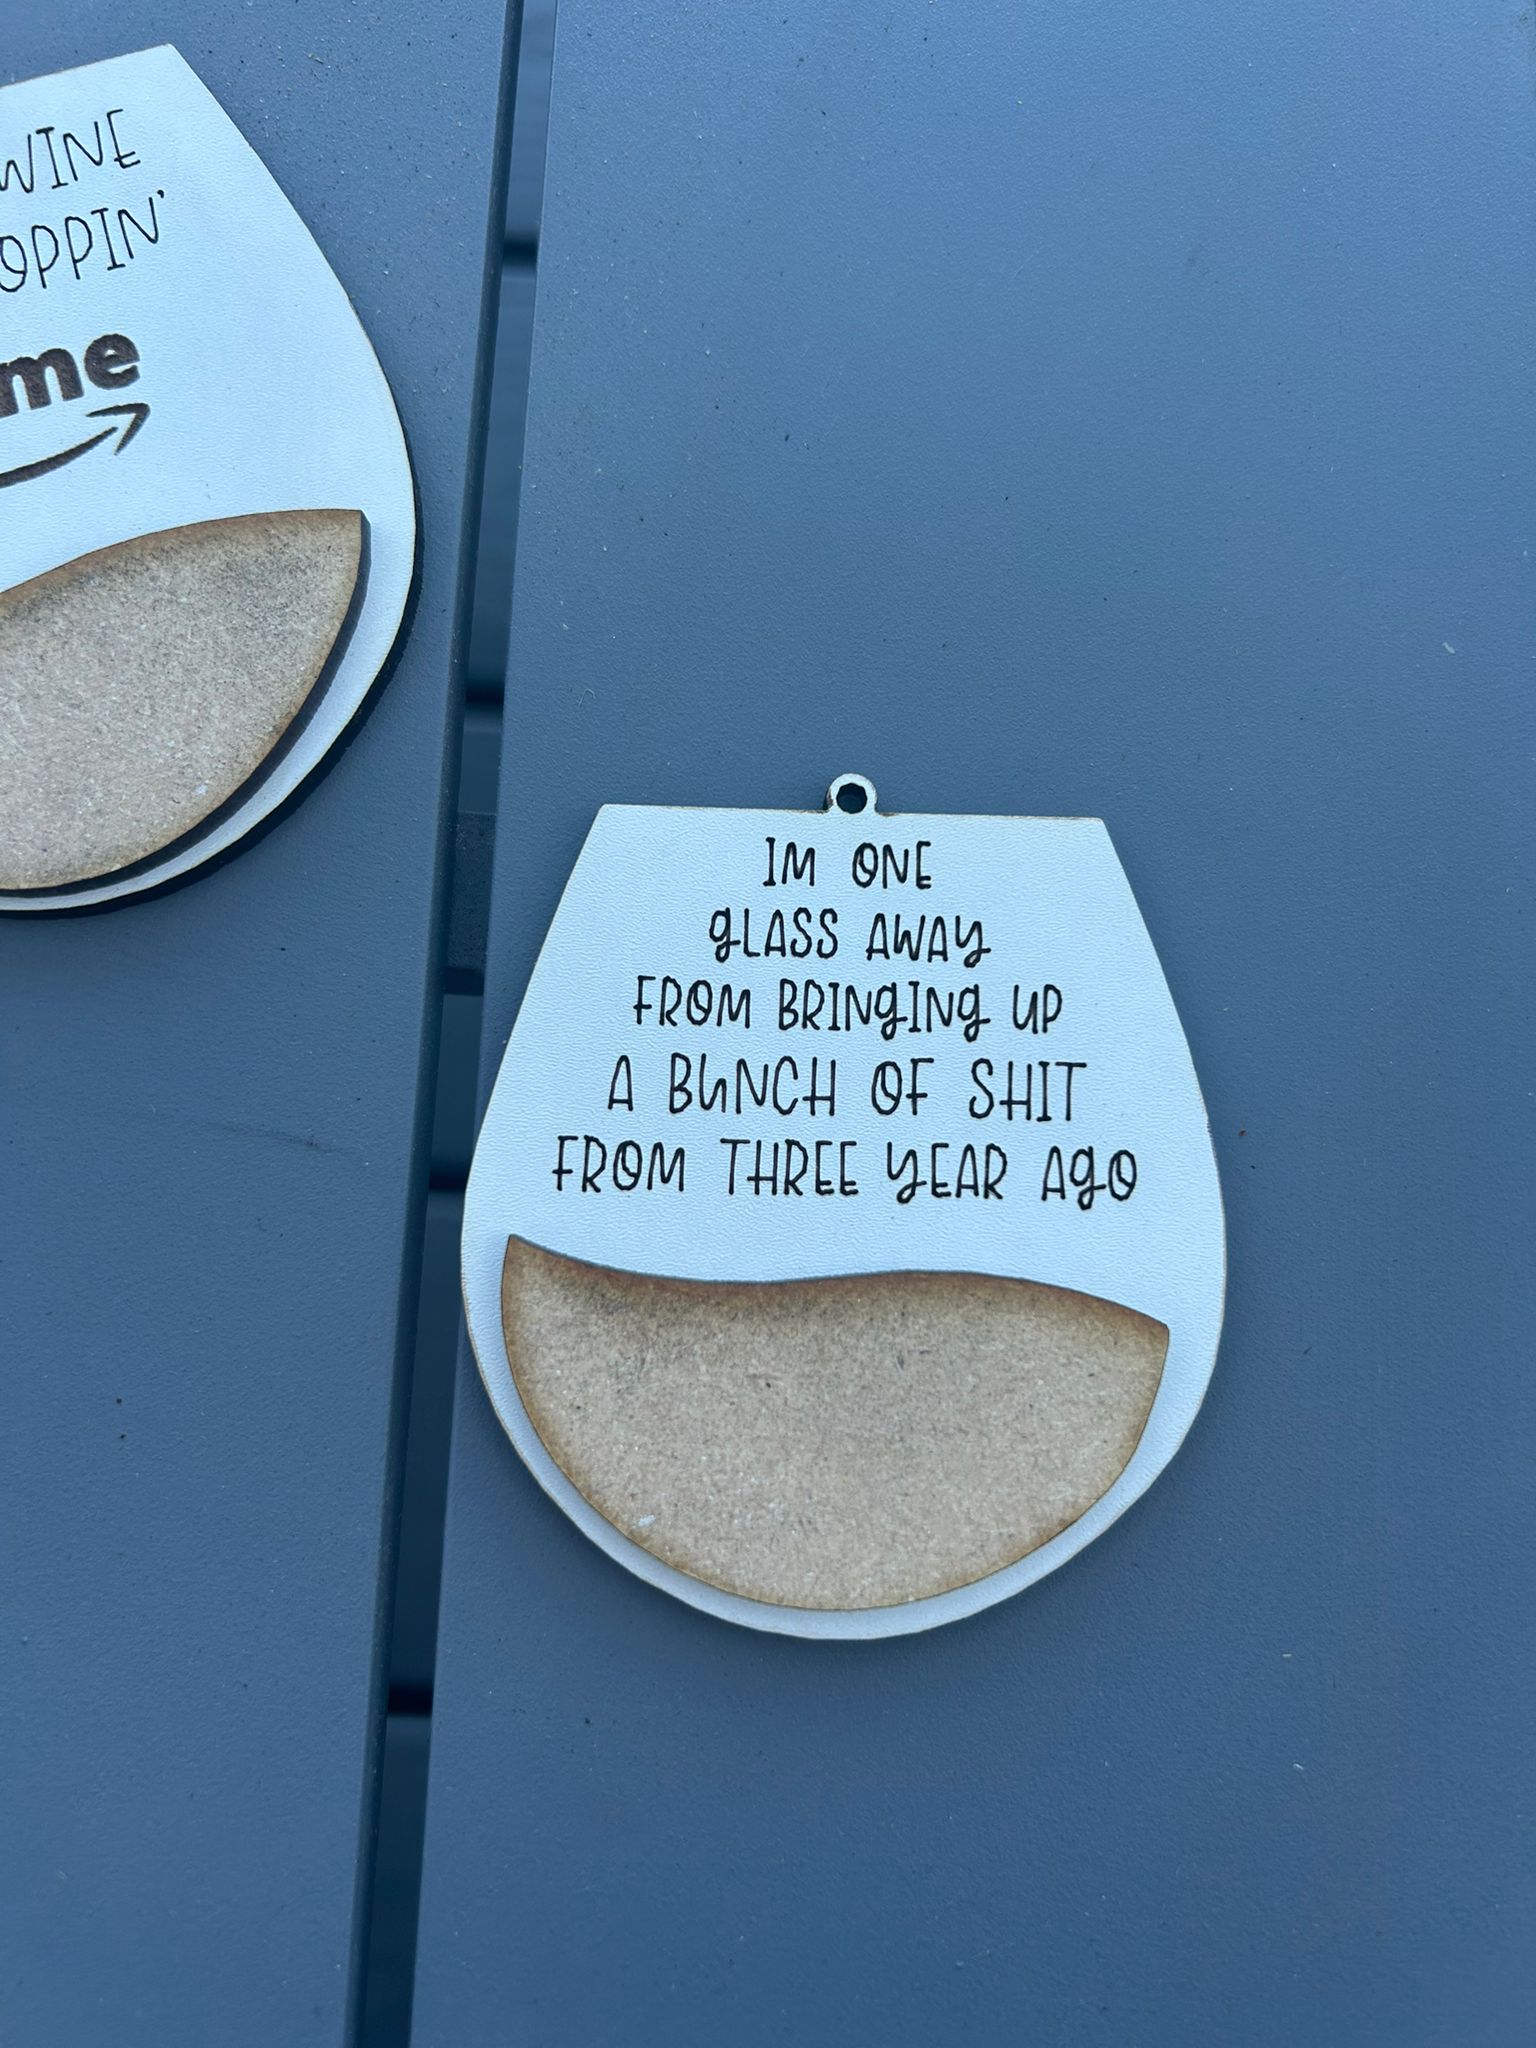 WINE
OPPIN'
me
IM ONE
GLASS AWAY
FROM BRINGING UP
A BUNCH OF SHIT
FROM THREE YEAR AGO